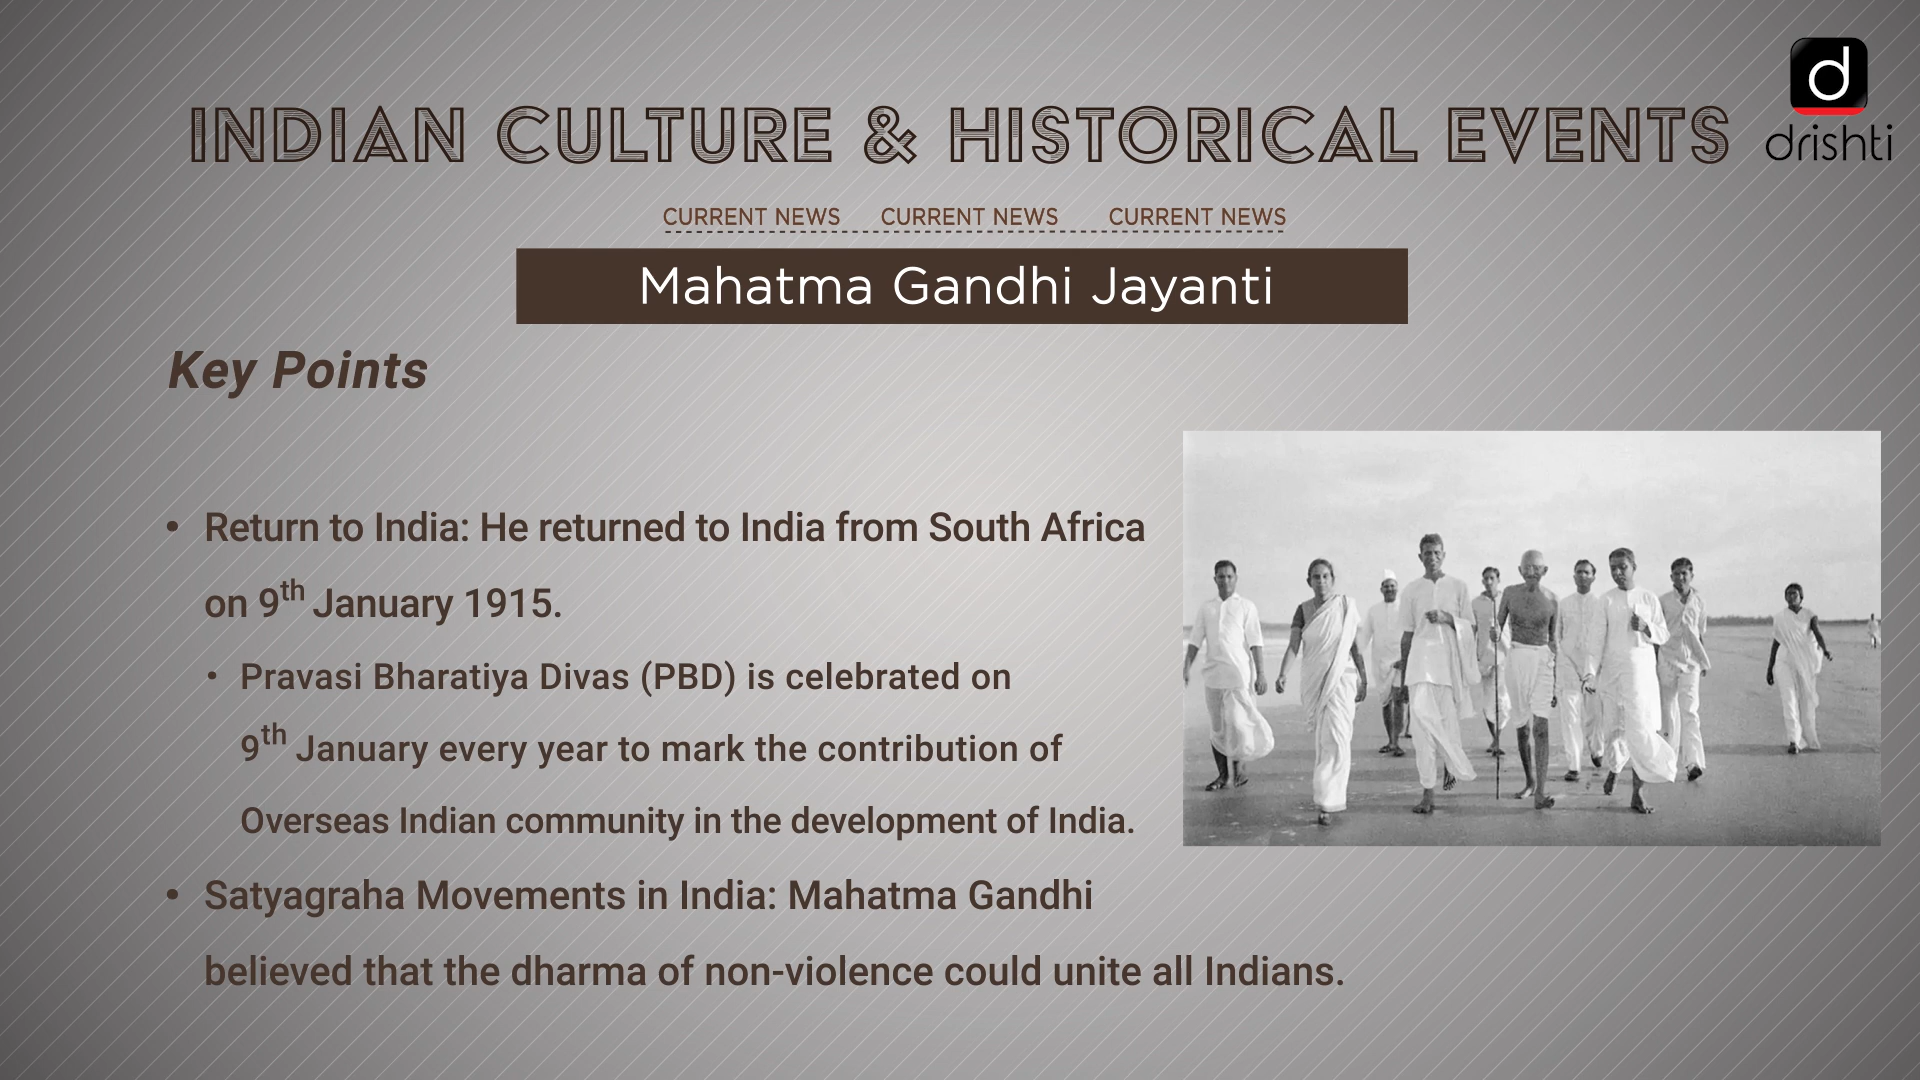 INDIAN CULTURE & HISTORICAL EVENTS
d
drishti
CURRENT NEWS CURRENT NEWS CURRENT NEWS
Mahatma Gandhi Jayanti
Key Points
• Return to India: He returned to India from South Africa
on 9th January 1915.
• Pravasi Bharatiya Divas (PBD) is celebrated on
9th January every year to mark the contribution of
Overseas Indian community in the development of India.
• Satyagraha Movements in India: Mahatma Gandhi
believed that the dharma of non-violence could unite all Indians.